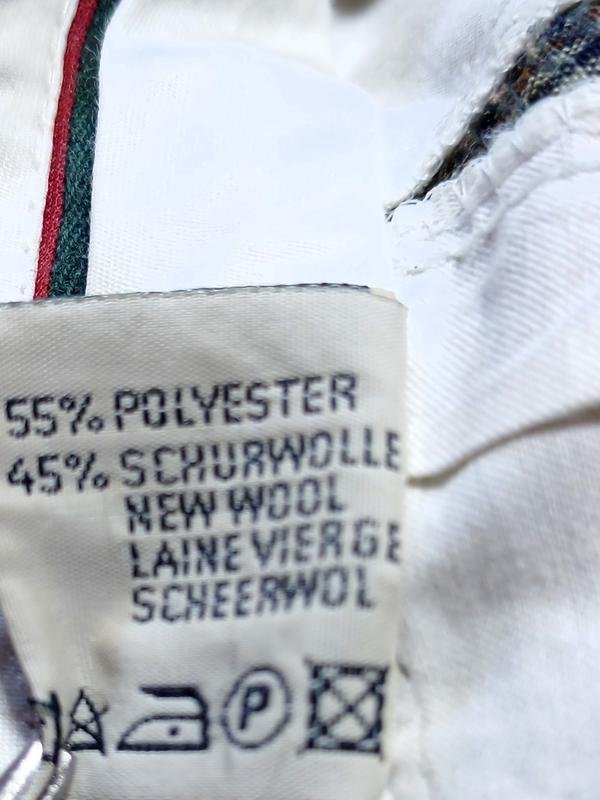 55% POLYESTER
45% SCHURWOLLE
NEW WOOL
LAINE VIERGE
SCHEERWOL
P